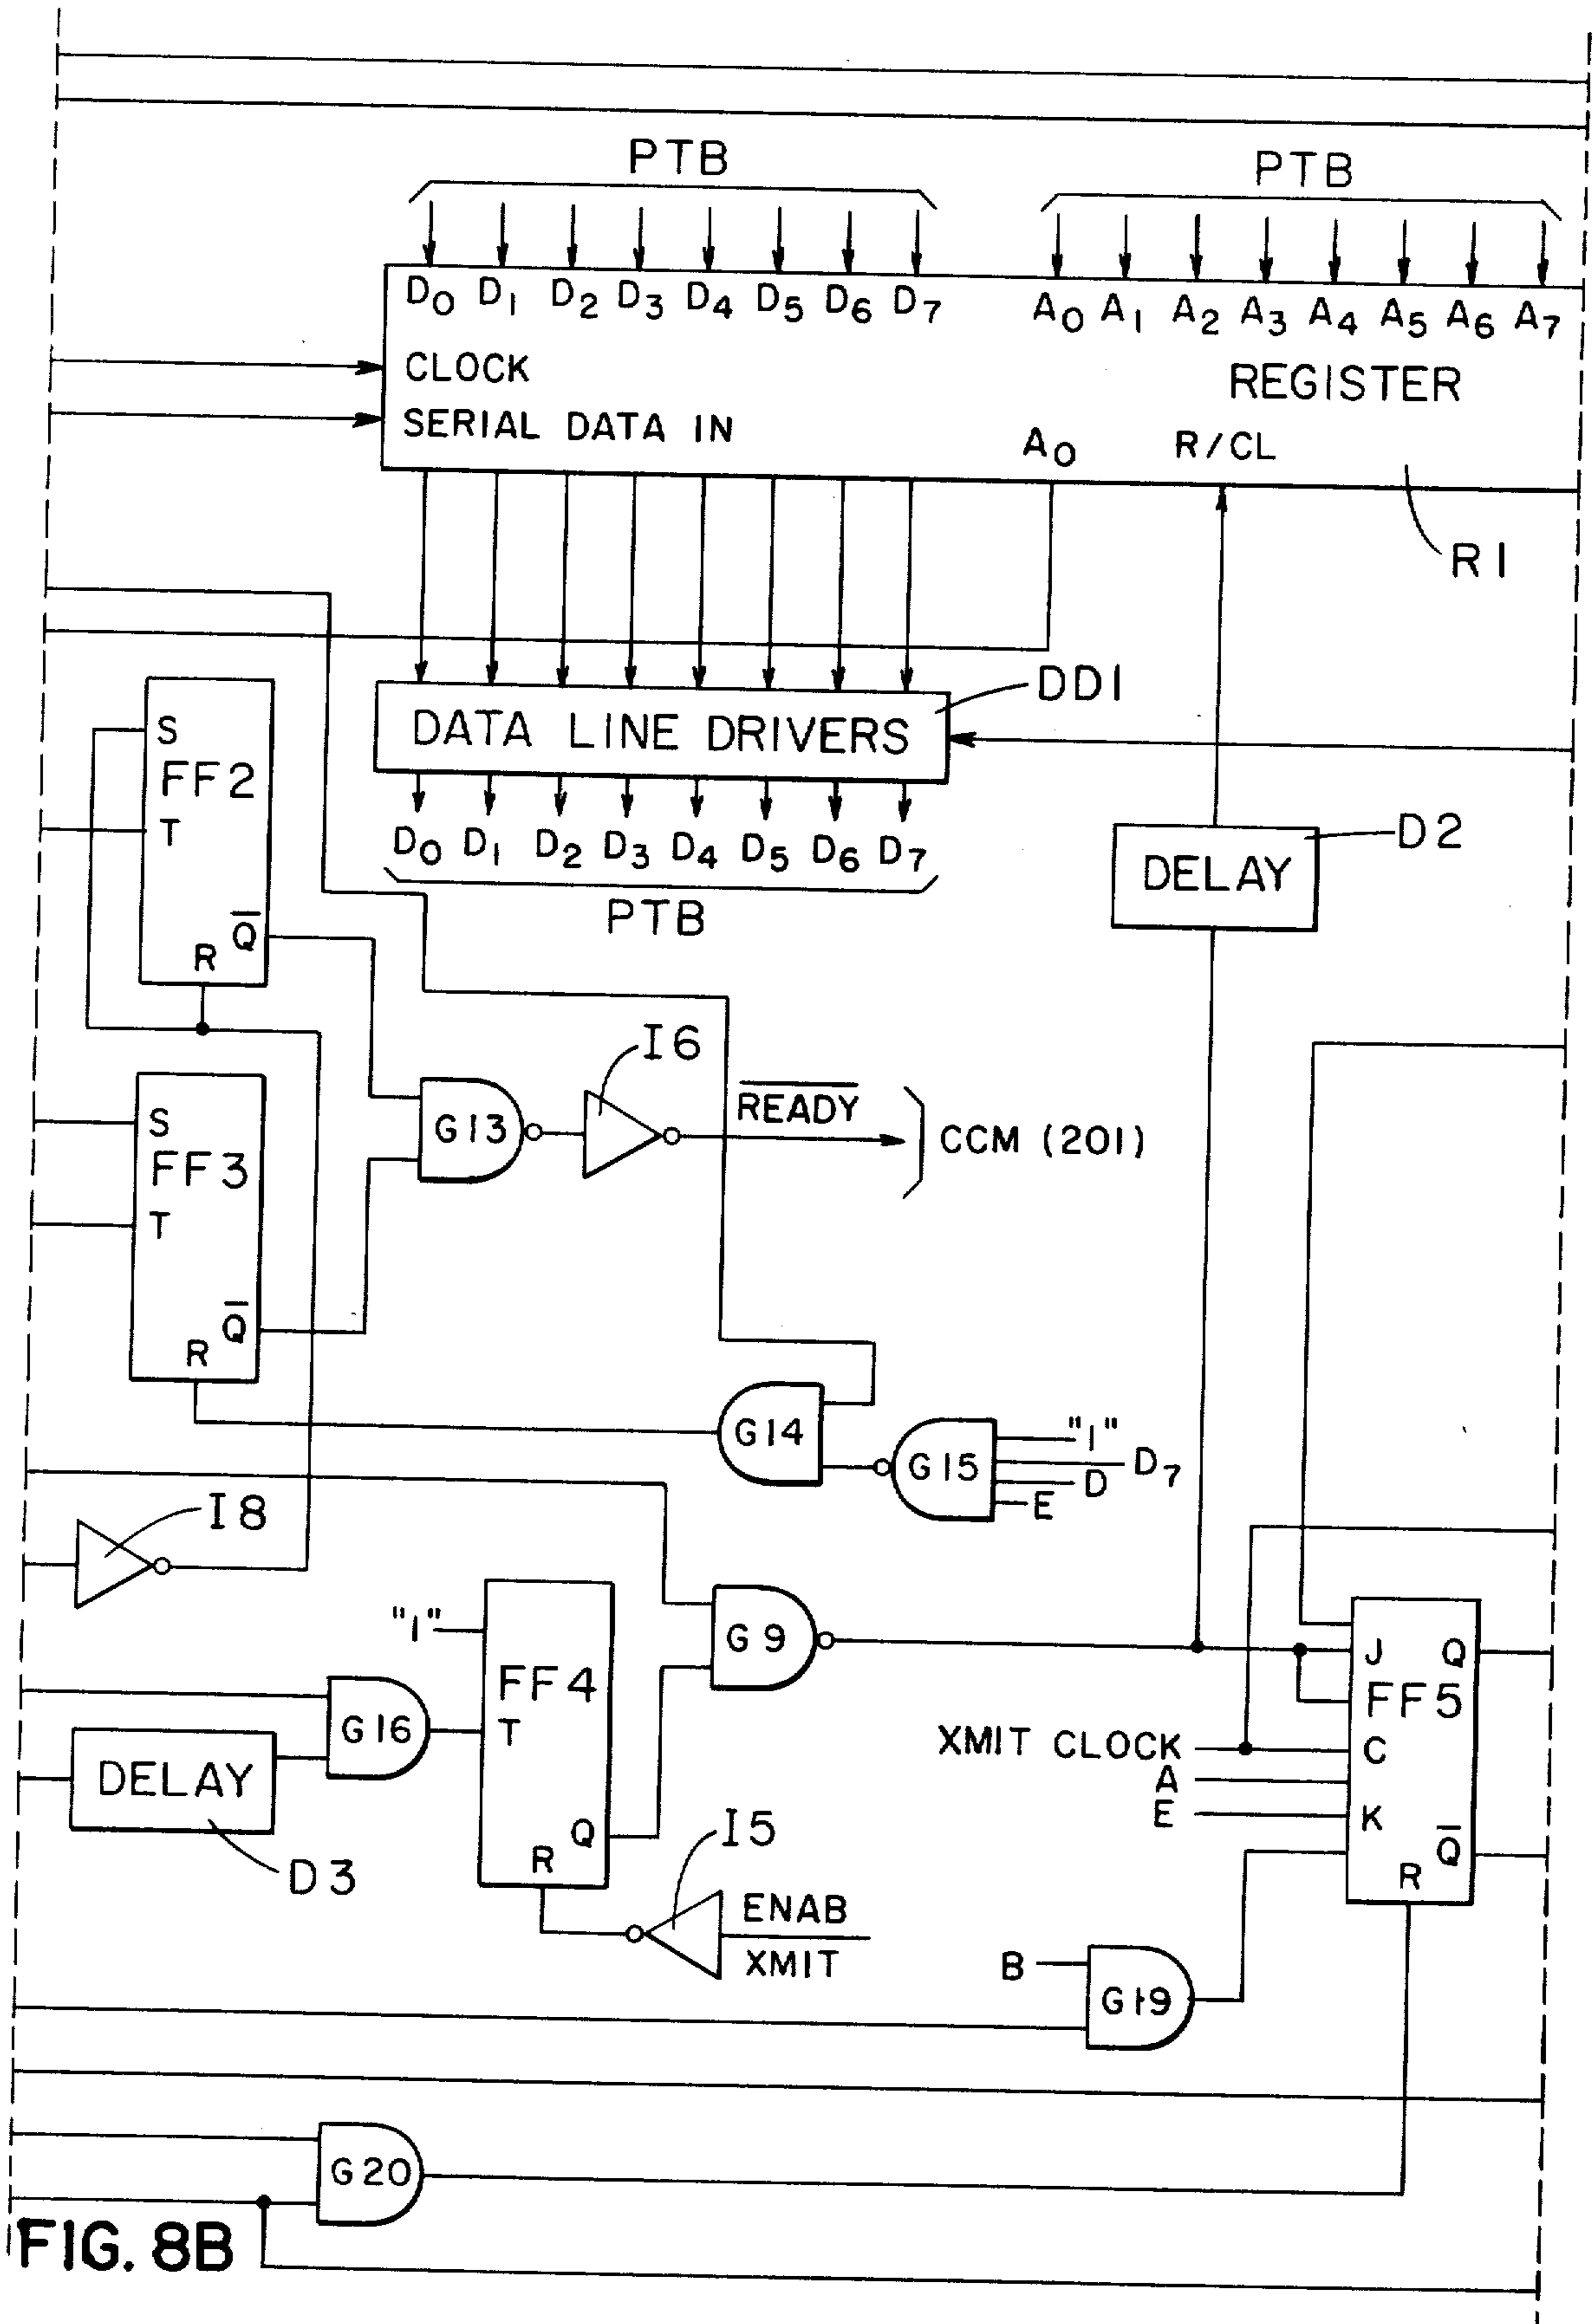 PTB PTB
D0 D1 D2 D3 D4 D5 D6 D7 A0 A1 A2 A3 A4 A5 A6 A7
CLOCK REGISTER
SERIAL DATA IN A0 R/CL
R1
DD1
DATA LINE DRIVERS
S
FF2
T
D0 D1 D2 D3 D4 D5 D6 D7
PTB
D2
DELAY
Q̅
R
I6
READY̅
G13
CCM (201)
S
FF3
T
Q̅
R
G14
G15
"1"
D7
D
E
I8
"1"
G9
FF4
T
G16
DELAY
D3
Q
R
I5
ENAB
XMIT
J Q
FF5
XMIT CLOCK C
A
E K
Q̅
R
B
G19
G20
FIG. 8B